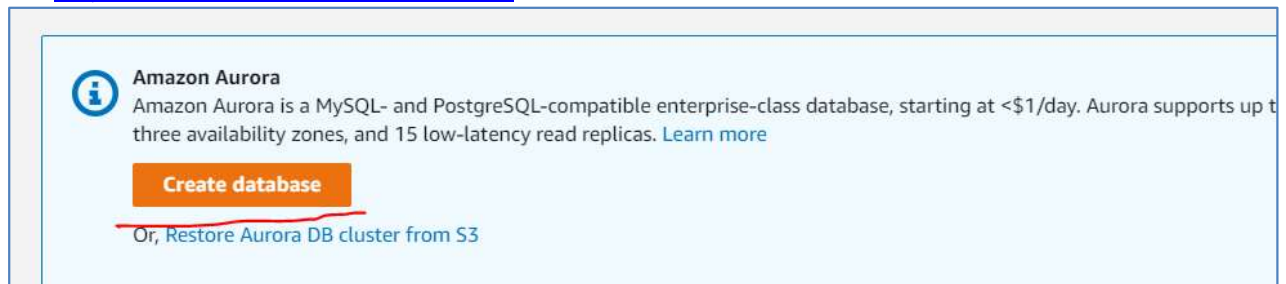 Amazon Aurora
Amazon Aurora is a MySQL- and PostgreSQL-compatible enterprise-class database, starting at <$1/day. Aurora supports up
three availability zones, and 15 low-latency read replicas. Learn more
Create database
Or, Restore Aurora DB cluster from S3